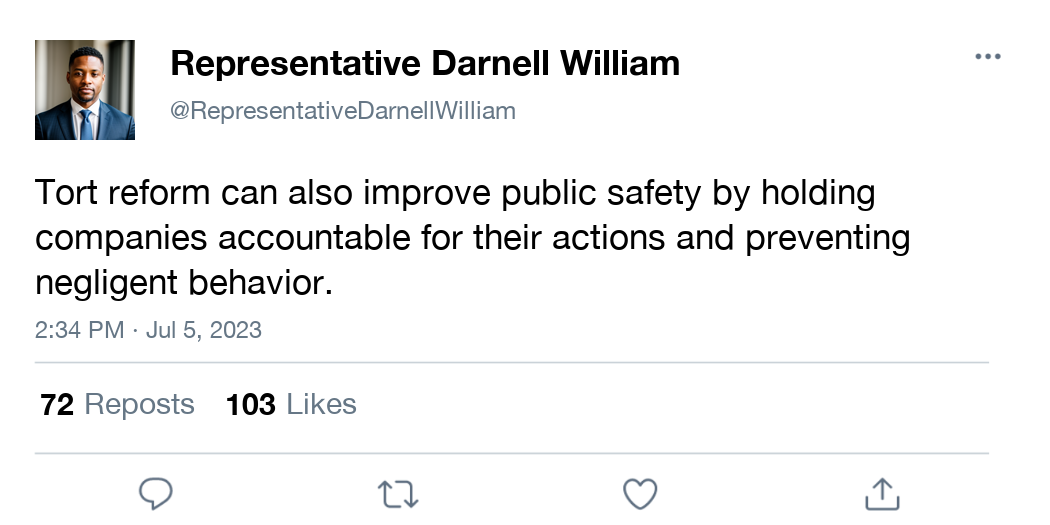 Representative Darnell William
@RepresentativeDarnellWilliam
Tort reform can also improve public safety by holding
companies accountable for their actions and preventing
negligent behavior.
2:34 PM · Jul 5, 2023
72 Reposts 103 Likes